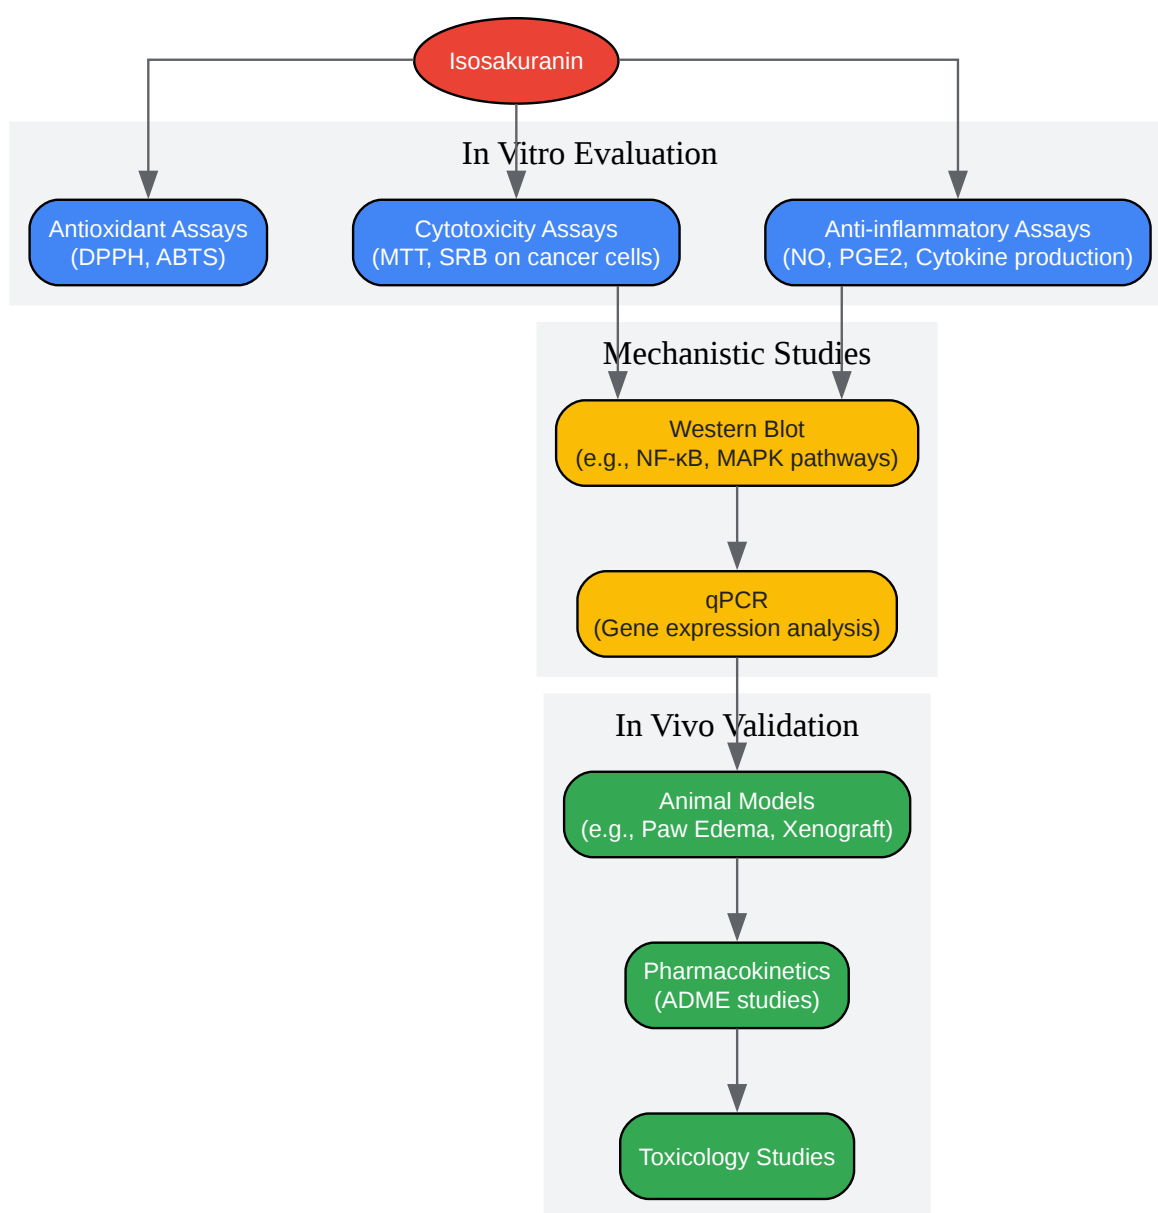 Isosakuranin
In Vitro Evaluation
Antioxidant Assays
(DPPH, ABTS)
Cytotoxicity Assays
(MTT, SRB on cancer cells)
Anti-inflammatory Assays
(NO, PGE2, Cytokine production)
Mechanistic Studies
Western Blot
(e.g., NF-κB, MAPK pathways)
qPCR
(Gene expression analysis)
In Vivo Validation
Animal Models
(e.g., Paw Edema, Xenograft)
Pharmacokinetics
(ADME studies)
Toxicology Studies